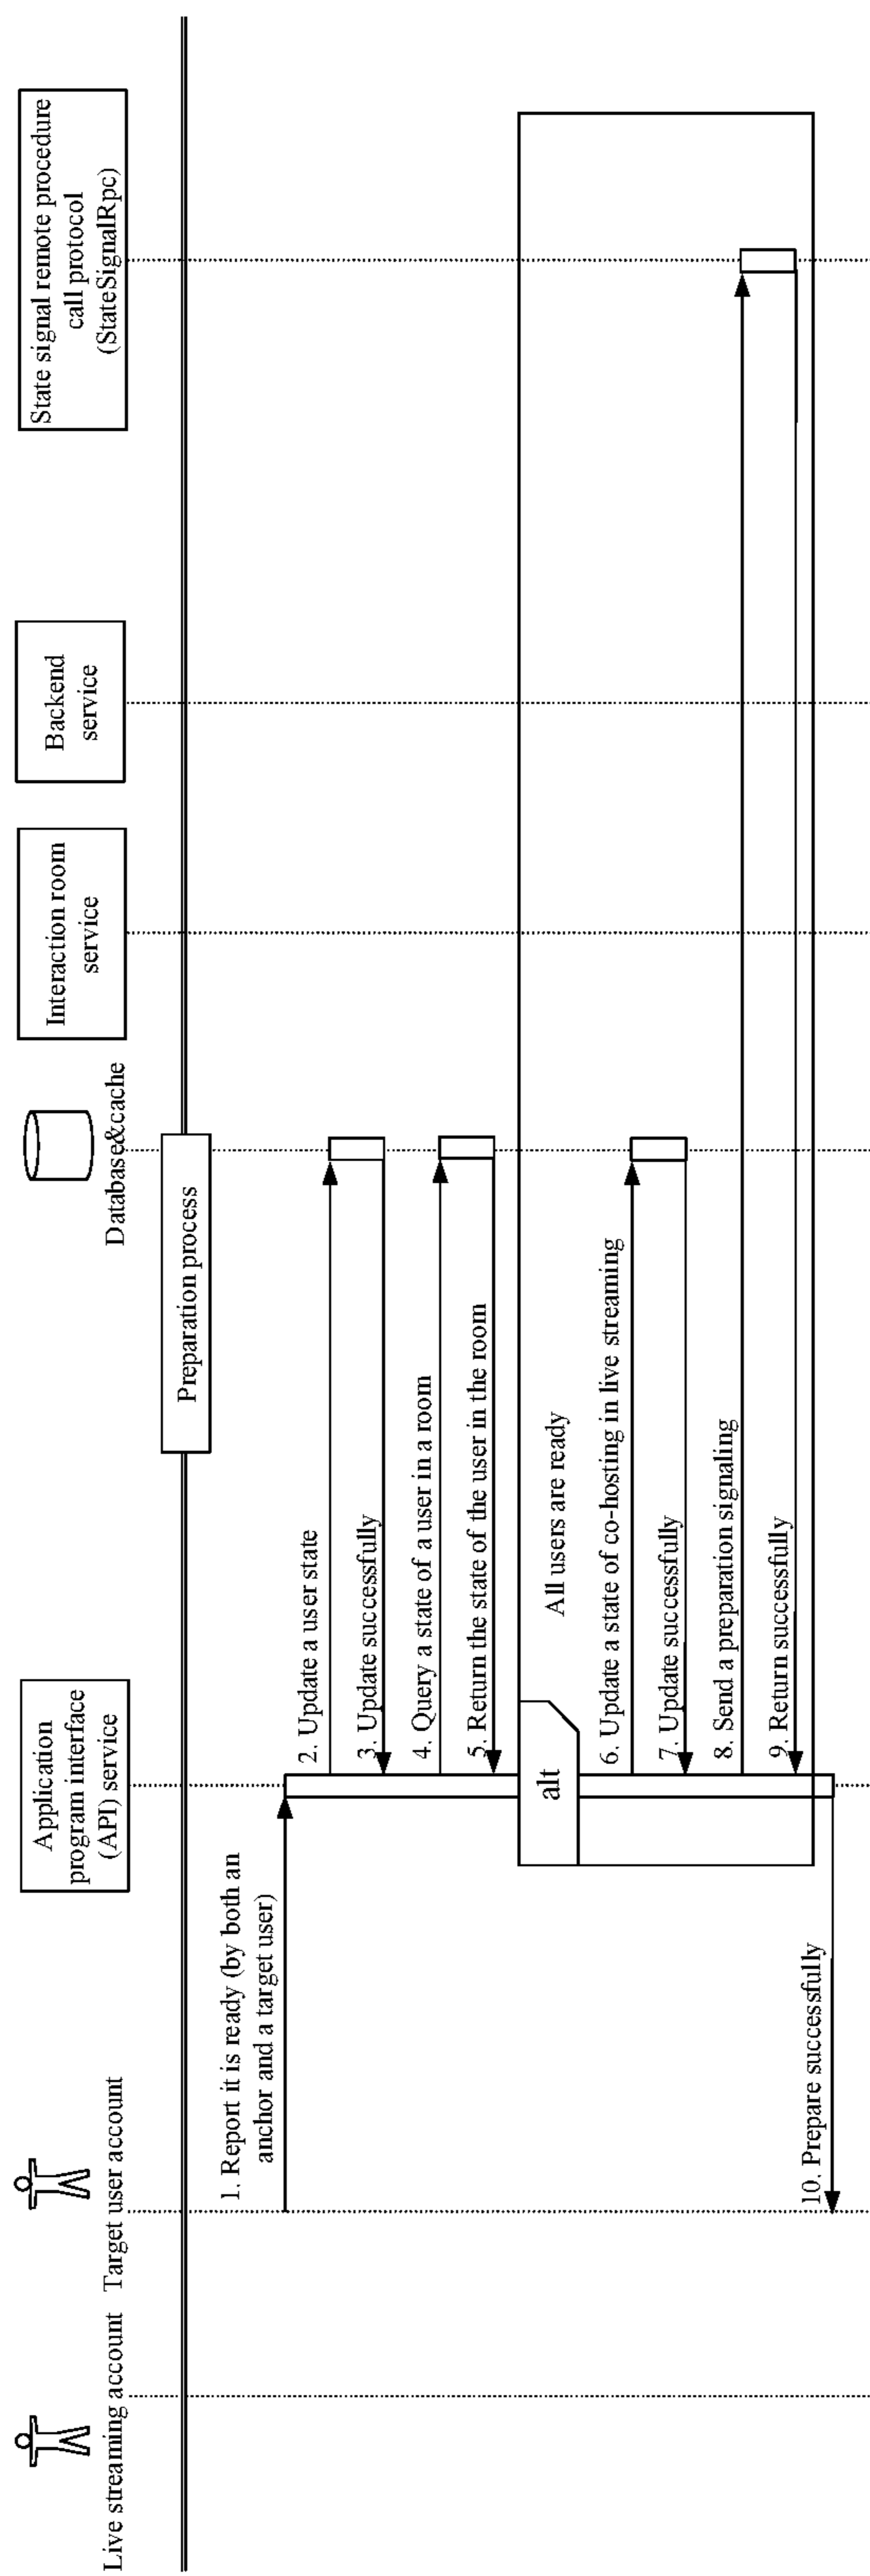 Live streaming account
Target user account
Application
program interface
(API) service
Database&cache
Interaction room
service
Backend
service
State signal remote procedure
call protocol
(StateSignalRpc)
Preparation process
1. Report it is ready (by both an
anchor and a target user)
2. Update a user state
3. Update successfully
4. Query a state of a user in a room
5. Return the state of the user in the room
alt
All users are ready
6. Update a state of co-hosting in live streaming
7. Update successfully
8. Send a preparation signaling
9. Return successfully
10. Prepare successfully